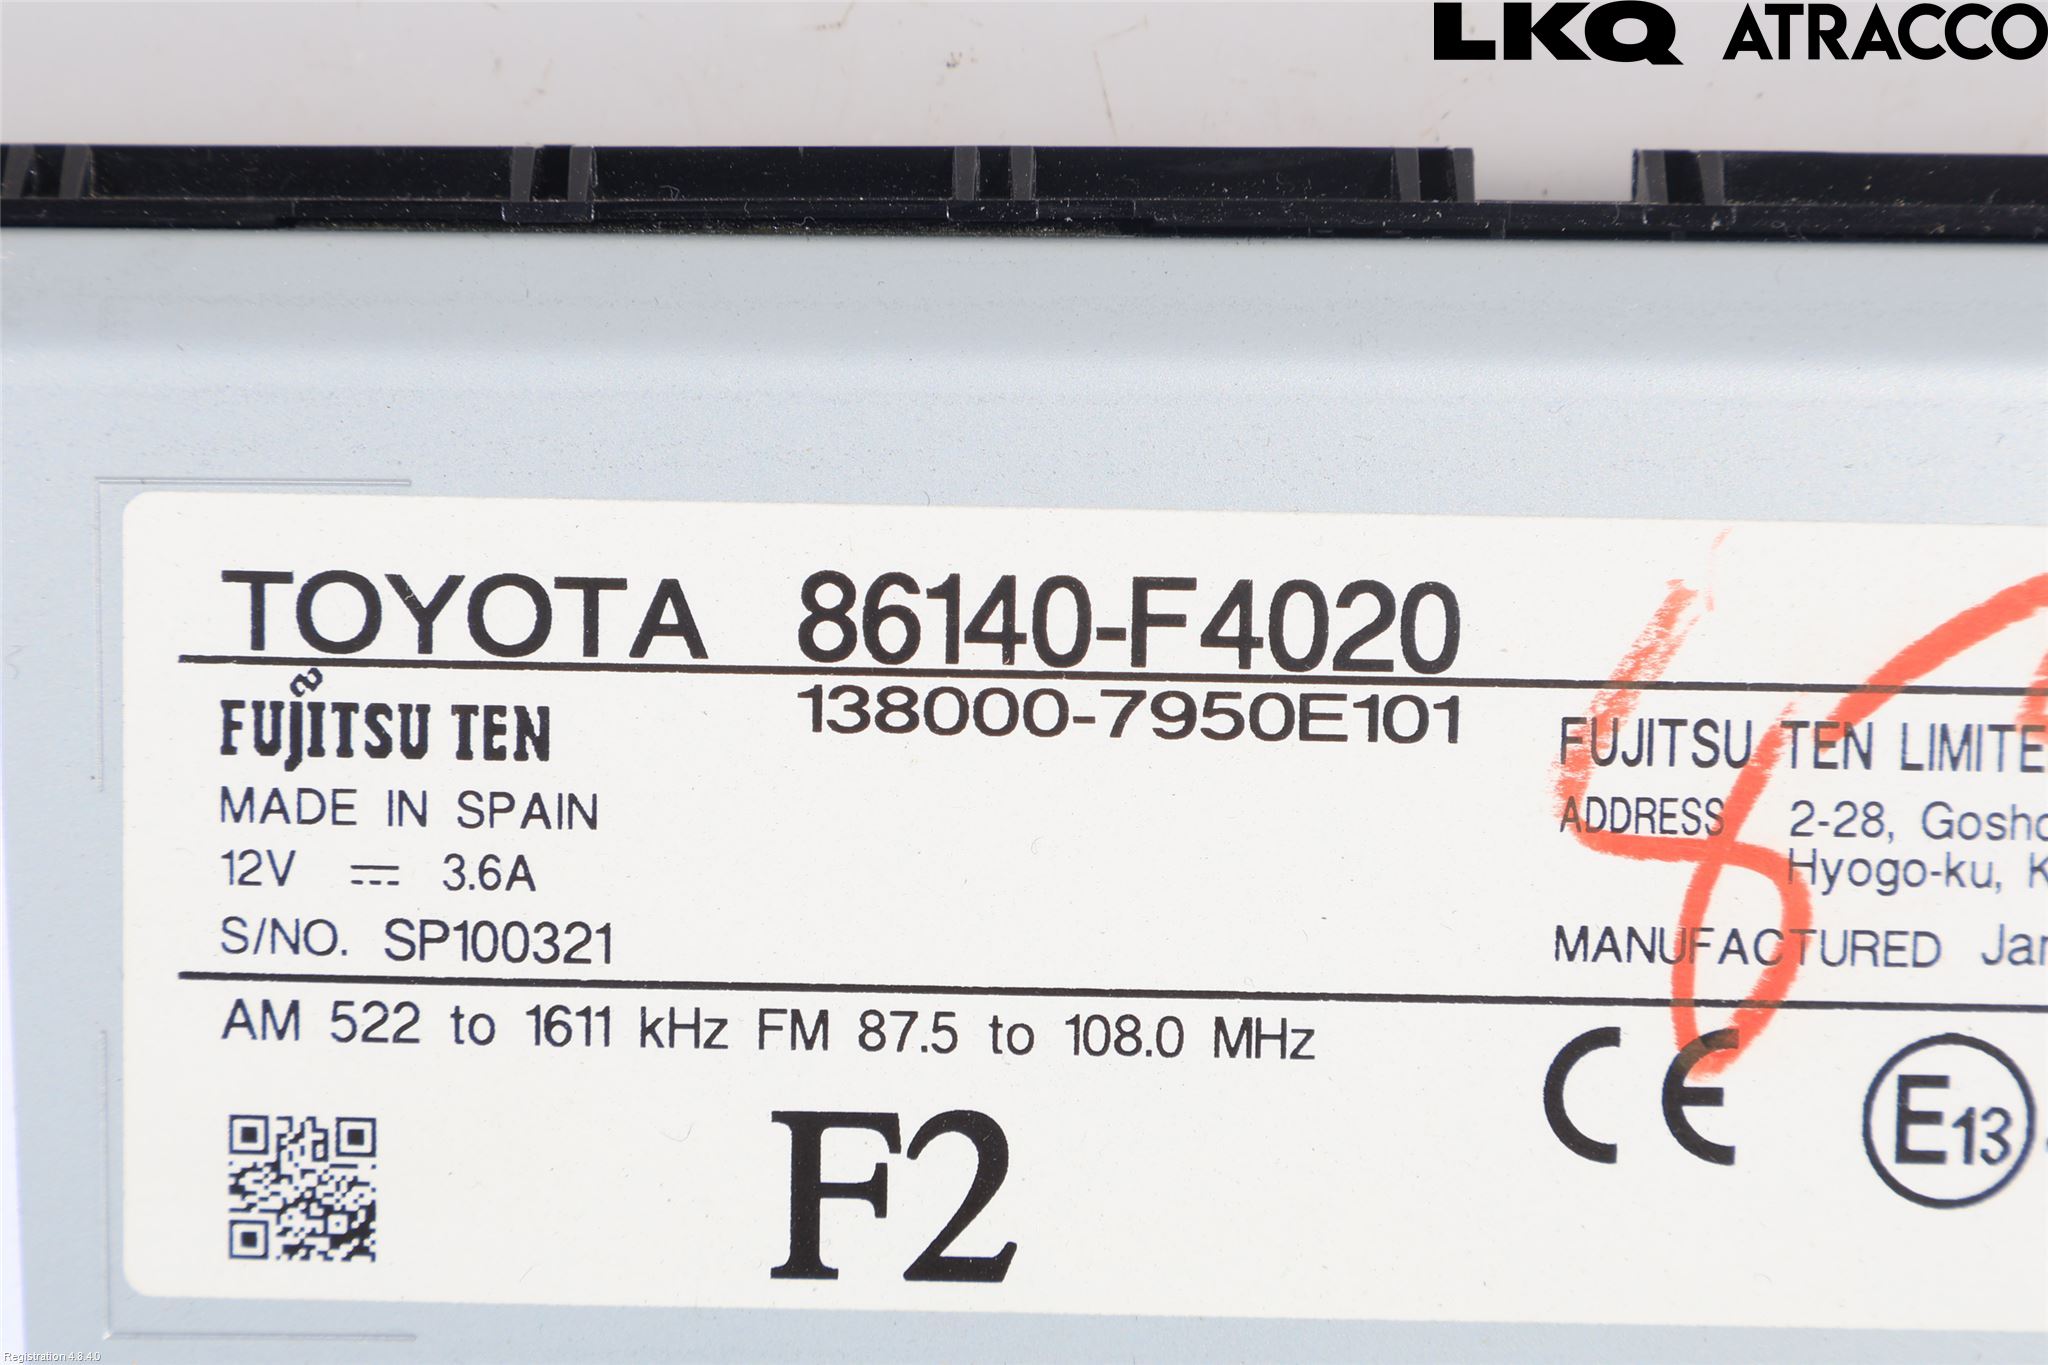 LKQ ATRACCO
TOYOTA 86140-F4020
FUJITSU TEN 138000-7950E101
MADE IN SPAIN
12V 3.6A
S/NO. SP100321
FUJITSU TEN LIMITE
ADDRESS 2-28, Gosho
Hyogo-ku, K
MANUFACTURED Jan
AM 522 to 1611 kHz FM 87.5 to 108.0 MHz
F2
CE E13
Registration 4.8.4.0